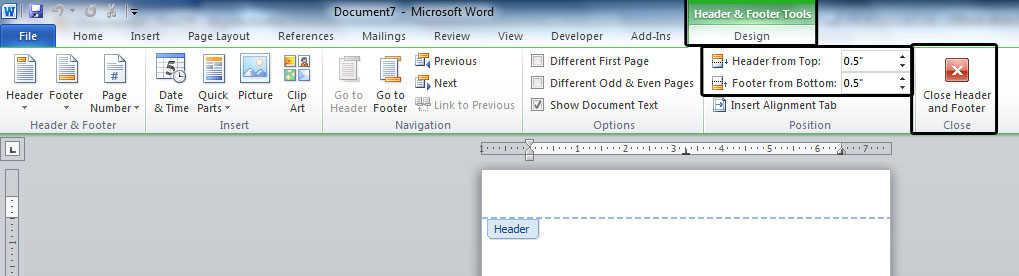 Document7 - Microsoft Word
Header & Footer Tools
File Home Insert Page Layout References Mailings Review View Developer Add-Ins Design
Previous Different First Page Header from Top: 0.5"
Next Different Odd & Even Pages Footer from Bottom: 0.5"
Header Footer Page Number Date & Time Quick Parts Picture Clip Art Go to Header Go to Footer Link to Previous Show Document Text Insert Alignment Tab Close Header and Footer
Header & Footer Insert Navigation Options Position Close
1 1 2 3 4 5 6 7
1
Header